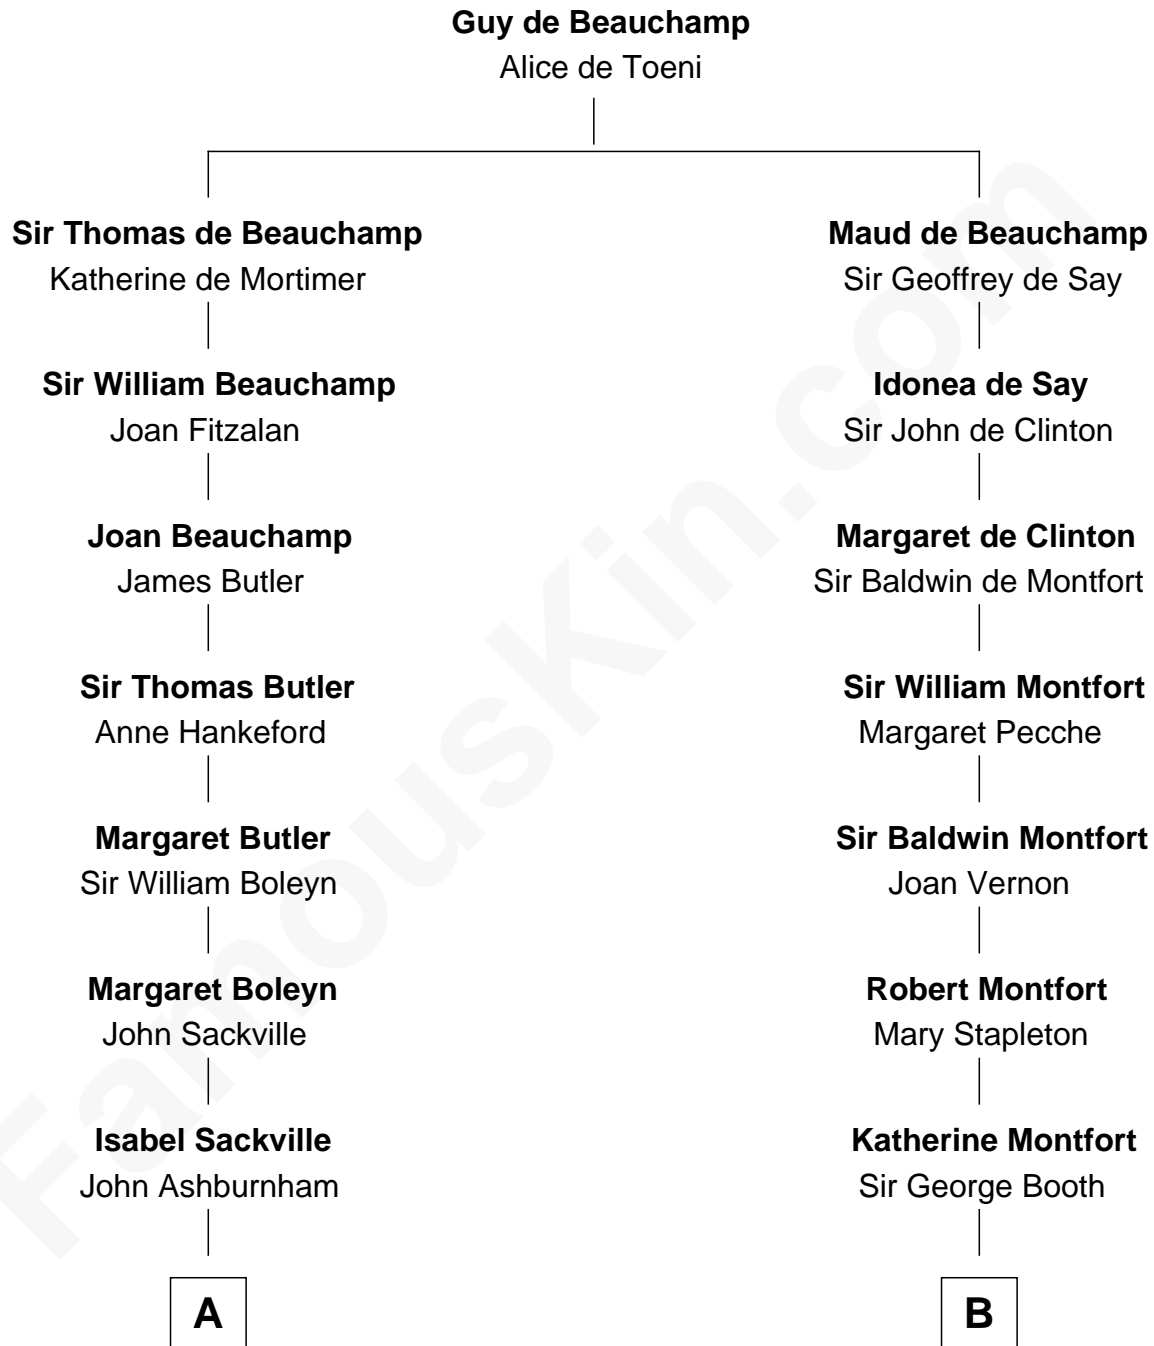 Guy de Beauchamp
Alice de Toeni
Sir Thomas de Beauchamp
Katherine de Mortimer
Maud de Beauchamp
Sir Geoffrey de Say
Sir William Beauchamp
Joan Fitzalan
Idonea de Say
Sir John de Clinton
Joan Beauchamp
James Butler
Margaret de Clinton
Sir Baldwin de Montfort
Sir Thomas Butler
Anne Hankeford
Sir William Montfort
Margaret Pecche
Margaret Butler
Sir William Boleyn
Sir Baldwin Montfort
Joan Vernon
Margaret Boleyn
John Sackville
Robert Montfort
Mary Stapleton
Isabel Sackville
John Ashburnham
Katherine Montfort
Sir George Booth
A
B
FamousKin.com